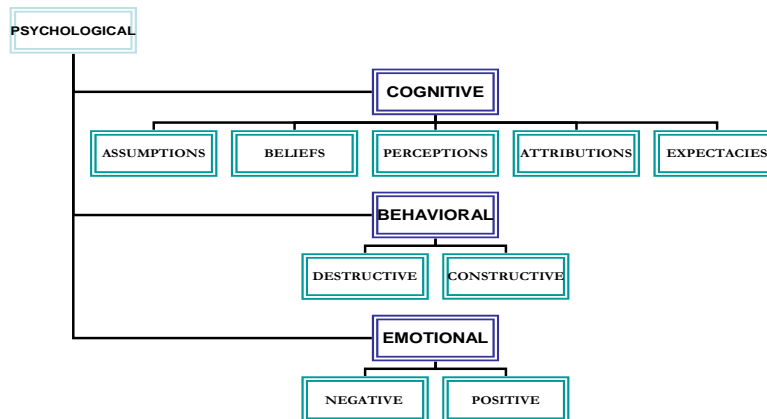 PSYCHOLOGICAL
COGNITIVE
ASSUMPTIONS
BELIEFS
PERCEPTIONS
ATTRIBUTIONS
EXPECTACIES
BEHAVIORAL
DESTRUCTIVE
CONSTRUCTIVE
EMOTIONAL
NEGATIVE
POSITIVE